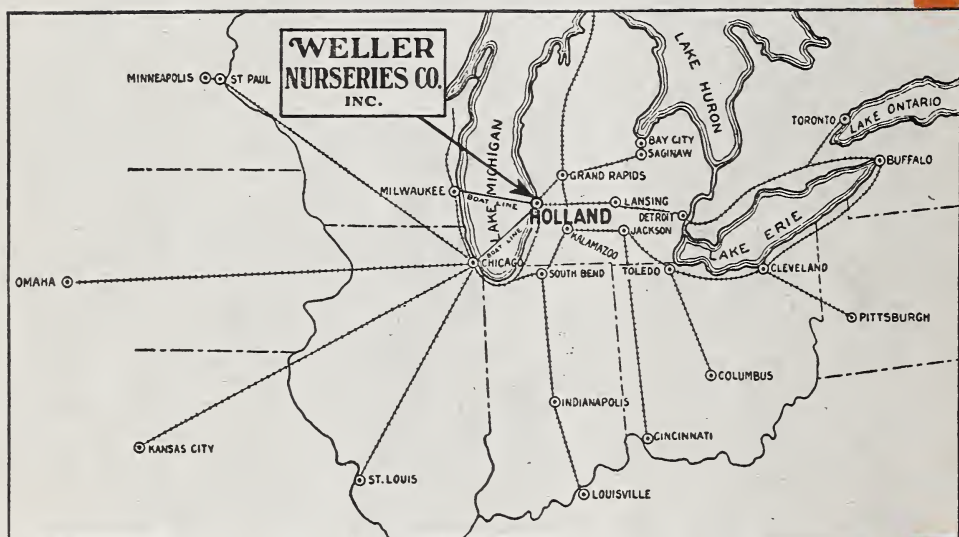 WELLER
NURSERIES CO.
INC.
MINNEAPOLIS
ST PAUL
LAKE HURON
TORONTO
LAKE ONTARIO
BAY CITY
SAGINAW
BUFFALO
LAKE MICHIGAN
GRAND RAPIDS
MILWAUKEE
BOAT LINE
HOLLAND
LANSING
DETROIT
LAKE ERIE
KALAMAZOO
JACKSON
BOAT LINE
CHICAGO
SOUTH BEND
TOLEDO
CLEVELAND
OMAHA
PITTSBURGH
COLUMBUS
INDIANAPOLIS
KANSAS CITY
CINCINNATI
ST. LOUIS
LOUISVILLE